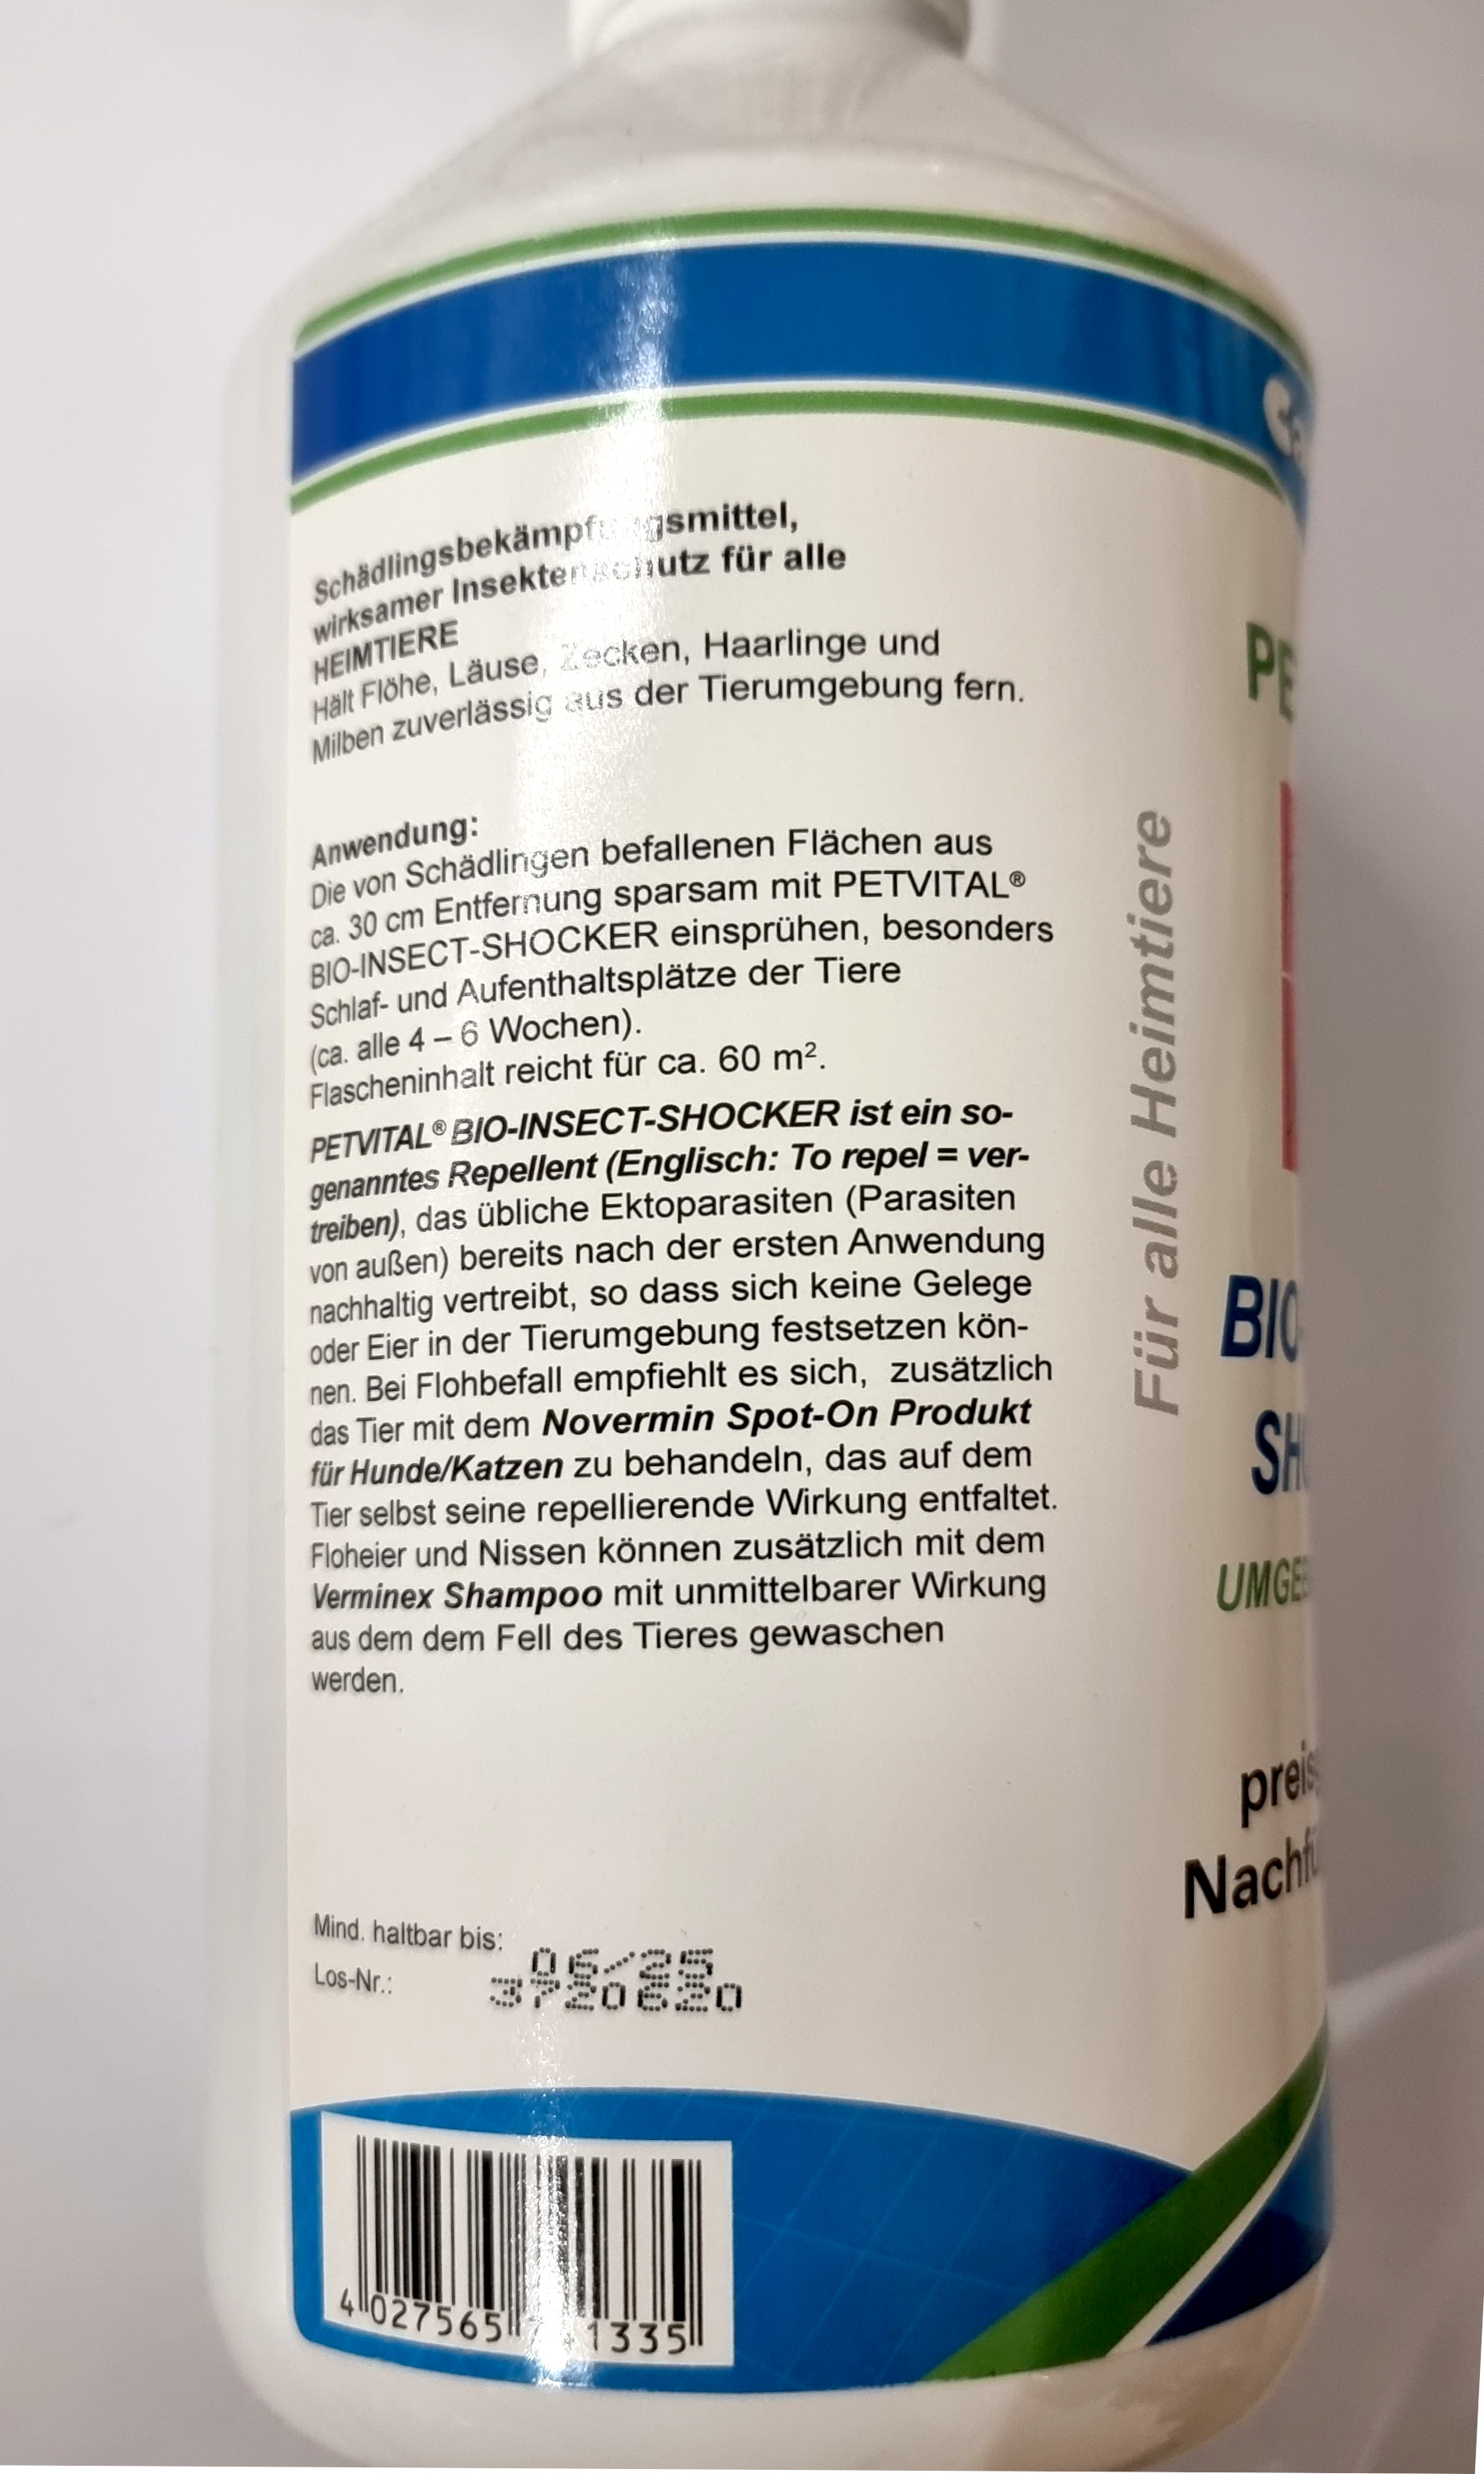 Schädlingsbekämpfungsmittel,
wirksamer Insektenschutz für alle
HEIMTIERE
Hält Flöhe, Läuse, Zecken, Haarlinge und
Milben zuverlässig aus der Tierumgebung fern.
Anwendung:
Die von Schädlingen befallenen Flächen aus
ca. 30 cm Entfernung sparsam mit PETVITAL®
BIO-INSECT-SHOCKER einsprühen, besonders
Schlaf- und Aufenthaltsplätze der Tiere
(ca. alle 4 – 6 Wochen).
Flascheninhalt reicht für ca. 60 m².
PETVITAL® BIO-INSECT-SHOCKER ist ein so-
genanntes Repellent (Englisch: To repel = ver-
treiben), das übliche Ektoparasiten (Parasiten
von außen) bereits nach der ersten Anwendung
nachhaltig vertreibt, so dass sich keine Gelege
oder Eier in der Tierumgebung festsetzen kön-
nen. Bei Flohbefall empfiehlt es sich, zusätzlich
das Tier mit dem Novermin Spot-On Produkt
für Hunde/Katzen zu behandeln, das auf dem
Tier selbst seine repellierende Wirkung entfaltet.
Floheier und Nissen können zusätzlich mit dem
Verminex Shampoo mit unmittelbarer Wirkung
aus dem dem Fell des Tieres gewaschen
werden.
Mind. haltbar bis: 06/25
Los-Nr.: 3720620
4 027565
1335
Für alle Heimtiere
PE
BIO
SH
UMGE
preis
Nachfü